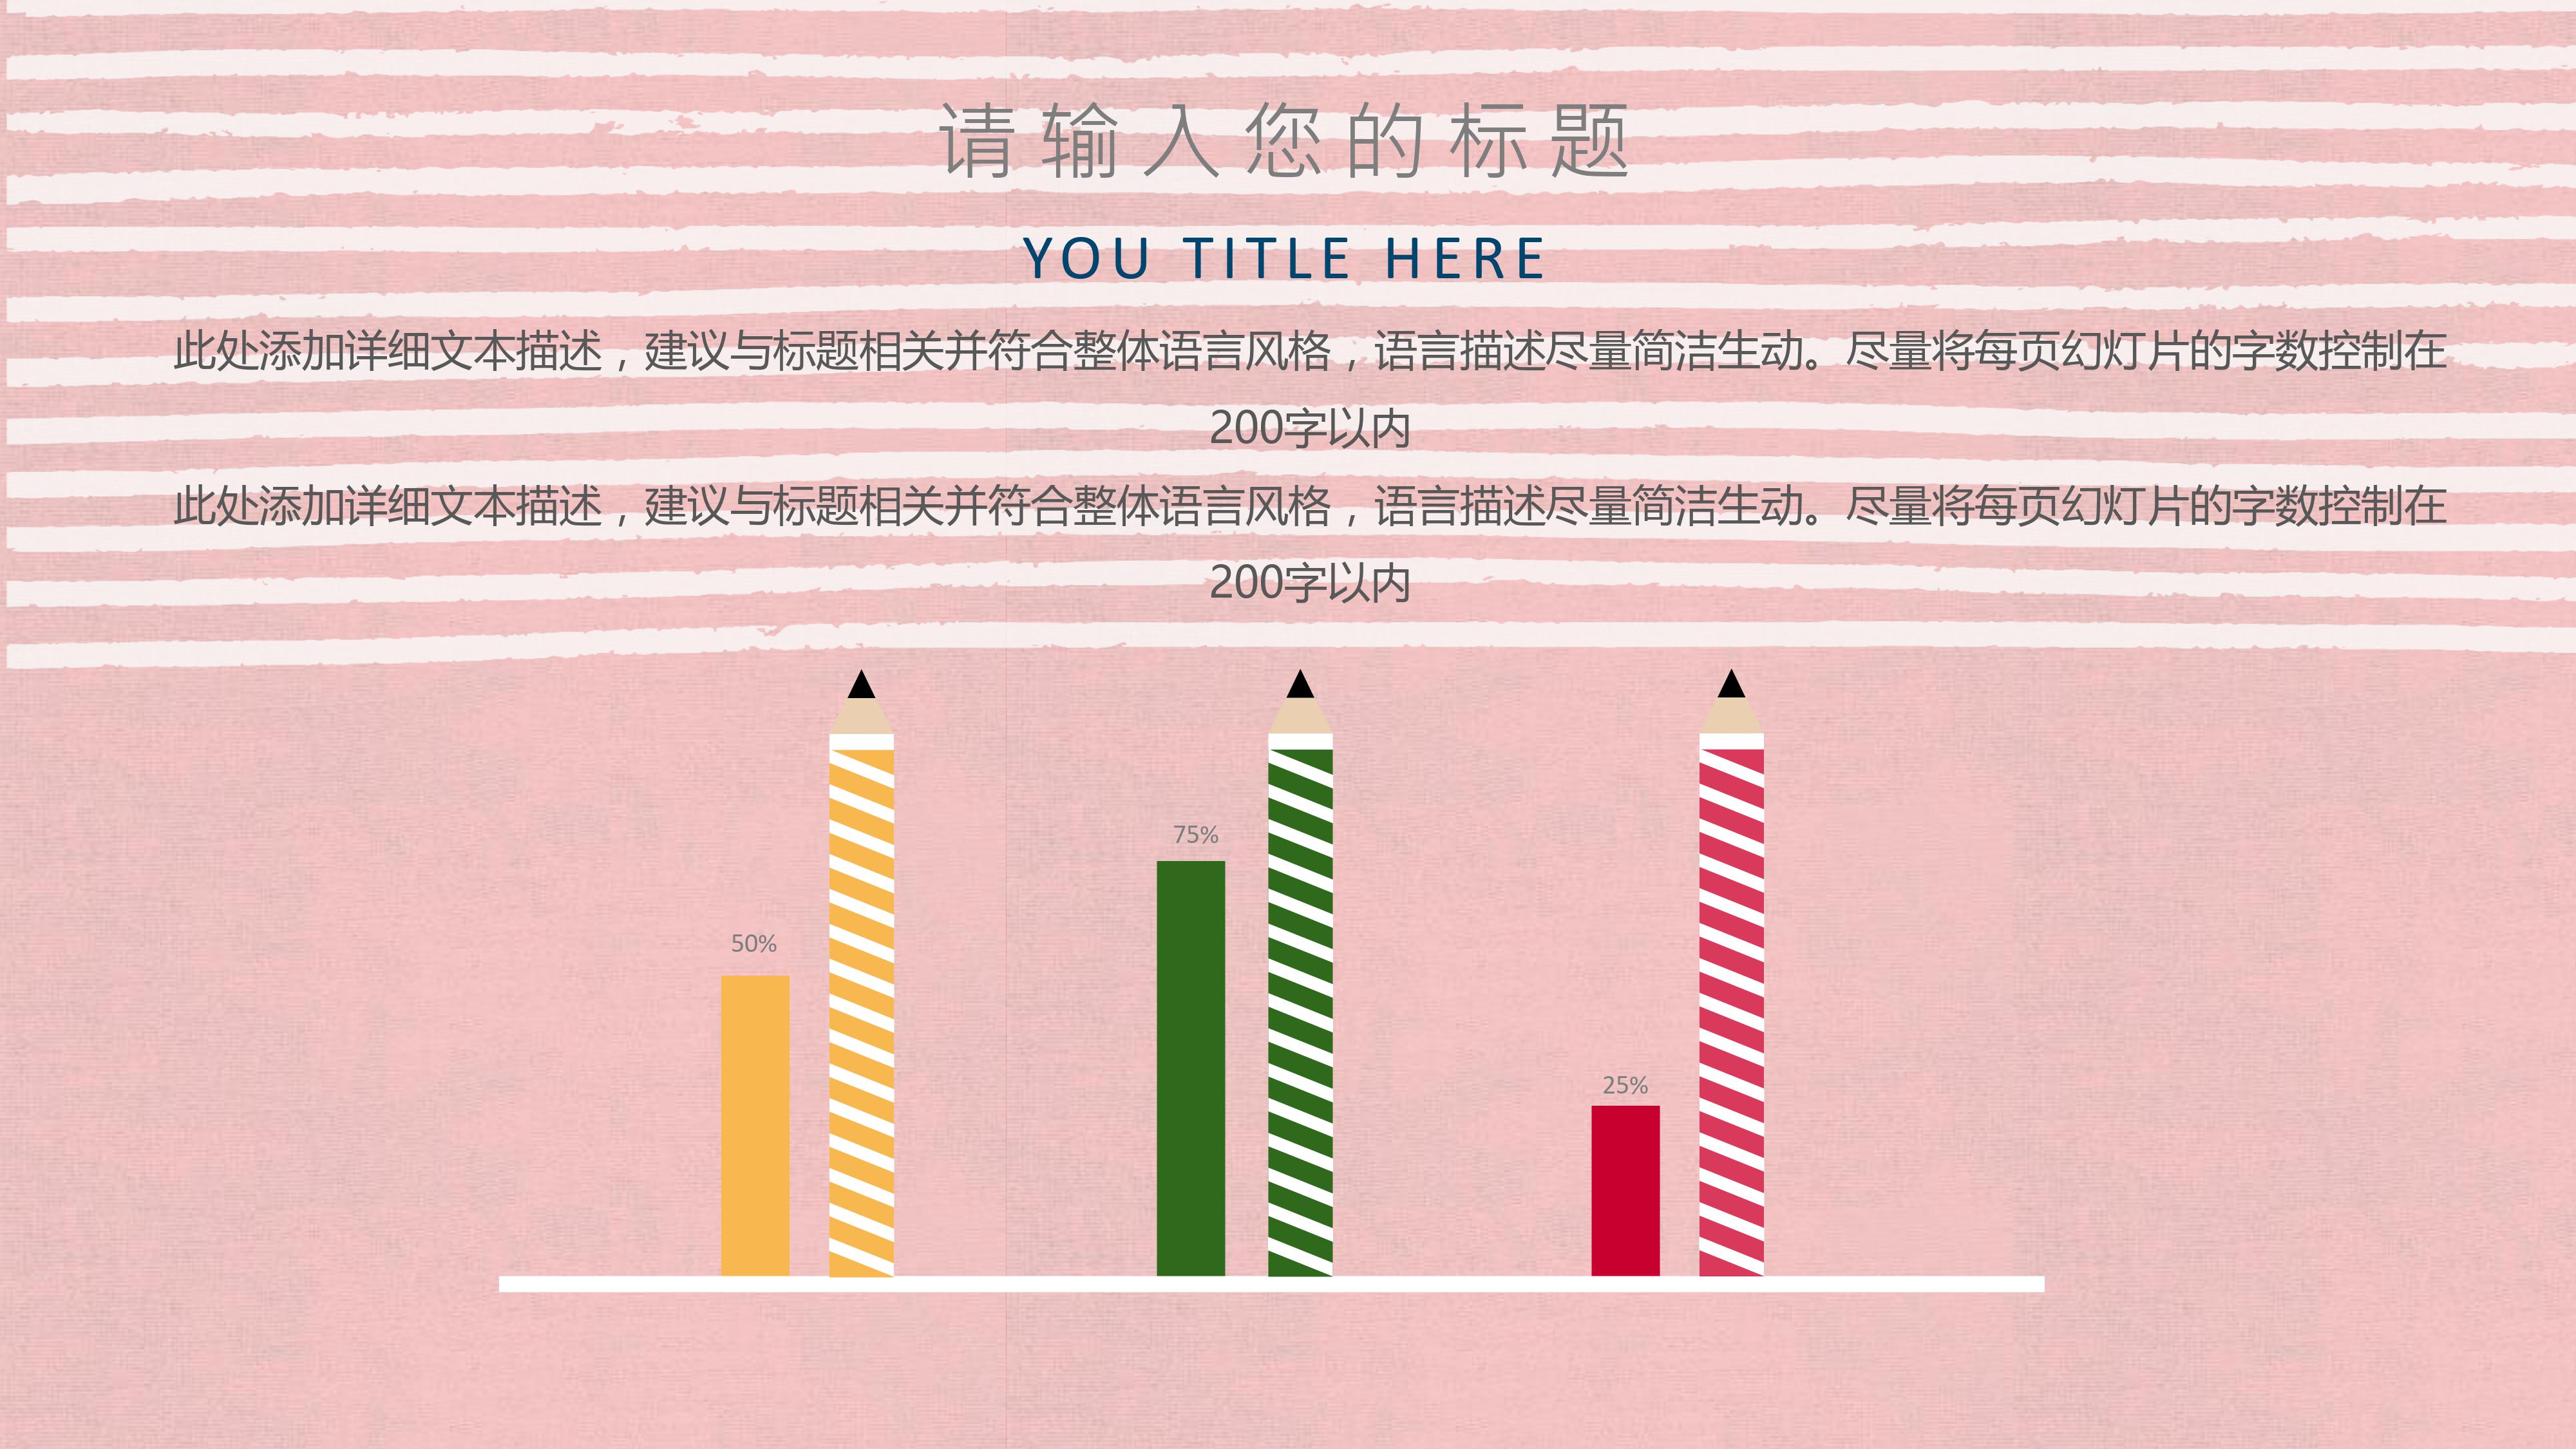 请输入您的标题
YOU TITLE HERE
此处添加详细文本描述，建议与标题相关并符合整体语言风格，语言描述尽量简洁生动。尽量将每页幻灯片的字数控制在
200字以内
此处添加详细文本描述，建议与标题相关并符合整体语言风格，语言描述尽量简洁生动。尽量将每页幻灯片的字数控制在
200字以内
75%
50%
25%